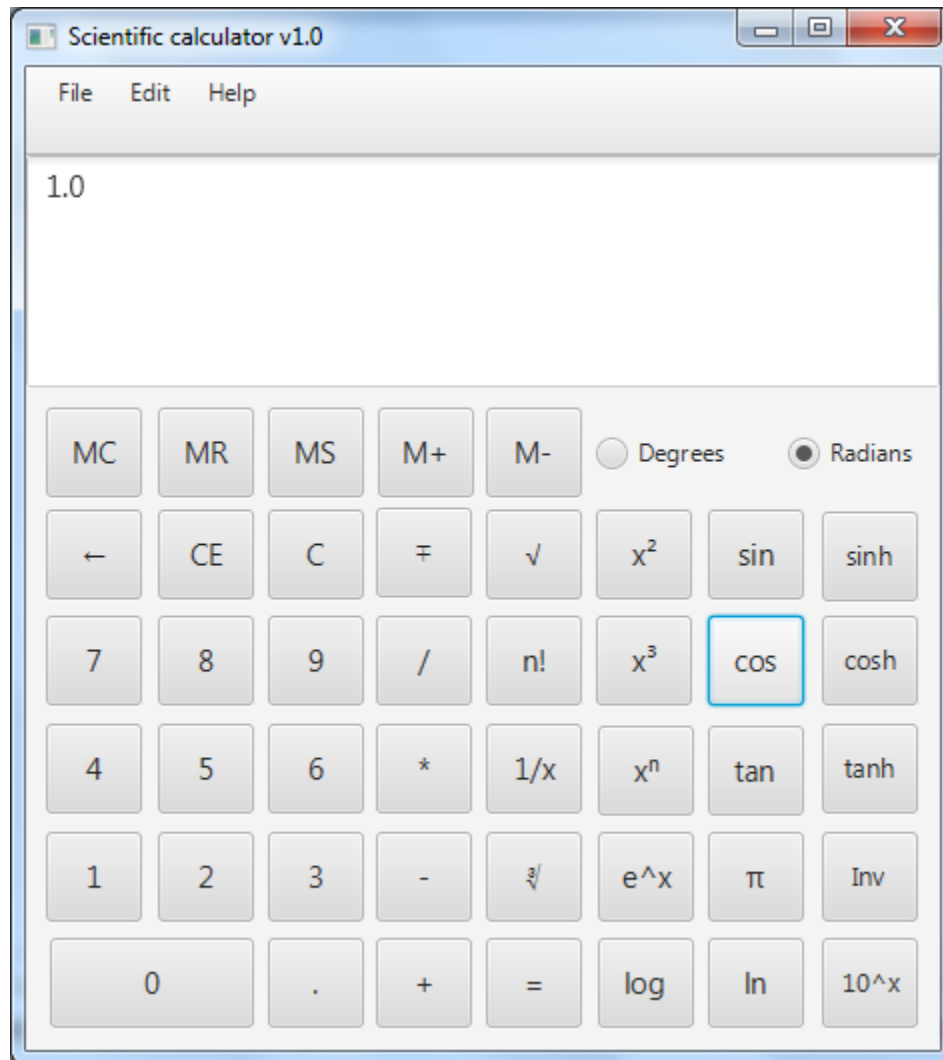 Scientific calculator v1.0
File Edit Help
1.0
MC MR MS M+ M- Degrees Radians
← CE C ∓ √ x² sin sinh
7 8 9 / n! x³ cos cosh
4 5 6 * 1/x xⁿ tan tanh
1 2 3 - ∛ e^x π Inv
0 . + = log ln 10^x